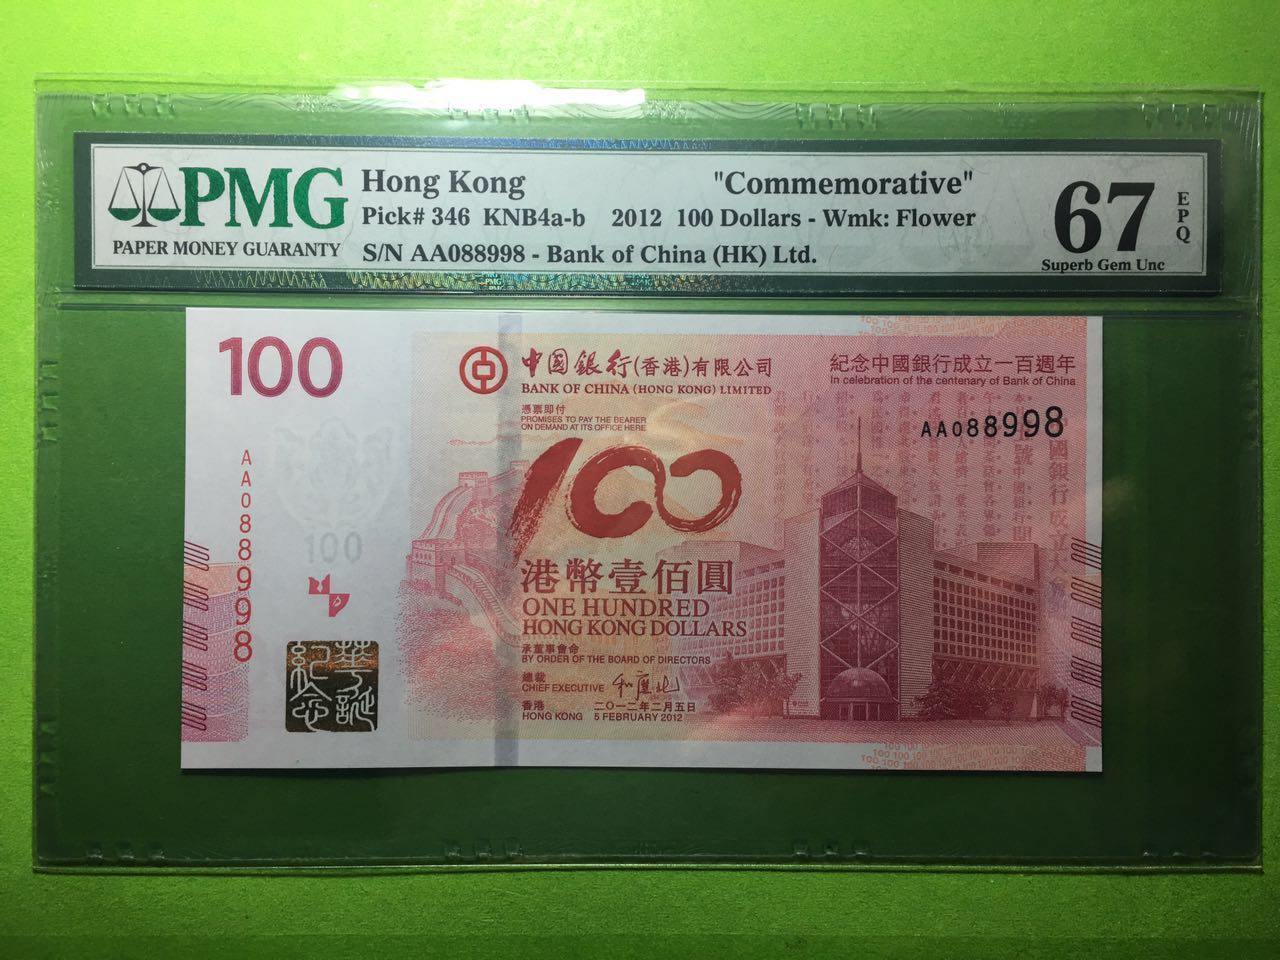 PMG
PAPER MONEY GUARANTY
Hong Kong "Commemorative"
Pick# 346 KNB4a-b 2012 100 Dollars - Wmk: Flower
S/N AA088998 - Bank of China (HK) Ltd.
67
EPQ
Superb Gem Unc
100
中國銀行(香港)有限公司
BANK OF CHINA (HONG KONG) LIMITED
紀念中國銀行成立一百週年
In celebration of the centenary of Bank of China
憑票即付
PROMISES TO PAY THE BEARER
ON DEMAND AT ITS OFFICE HERE
AA088998
AA088998
100
100
港幣壹佰圓
ONE HUNDRED
HONG KONG DOLLARS
承董事會命
BY ORDER OF THE BOARD OF DIRECTORS
總裁
CHIEF EXECUTIVE
香港 二〇一二年二月五日
HONG KONG 5 FEBRUARY 2012
華誕
紀念